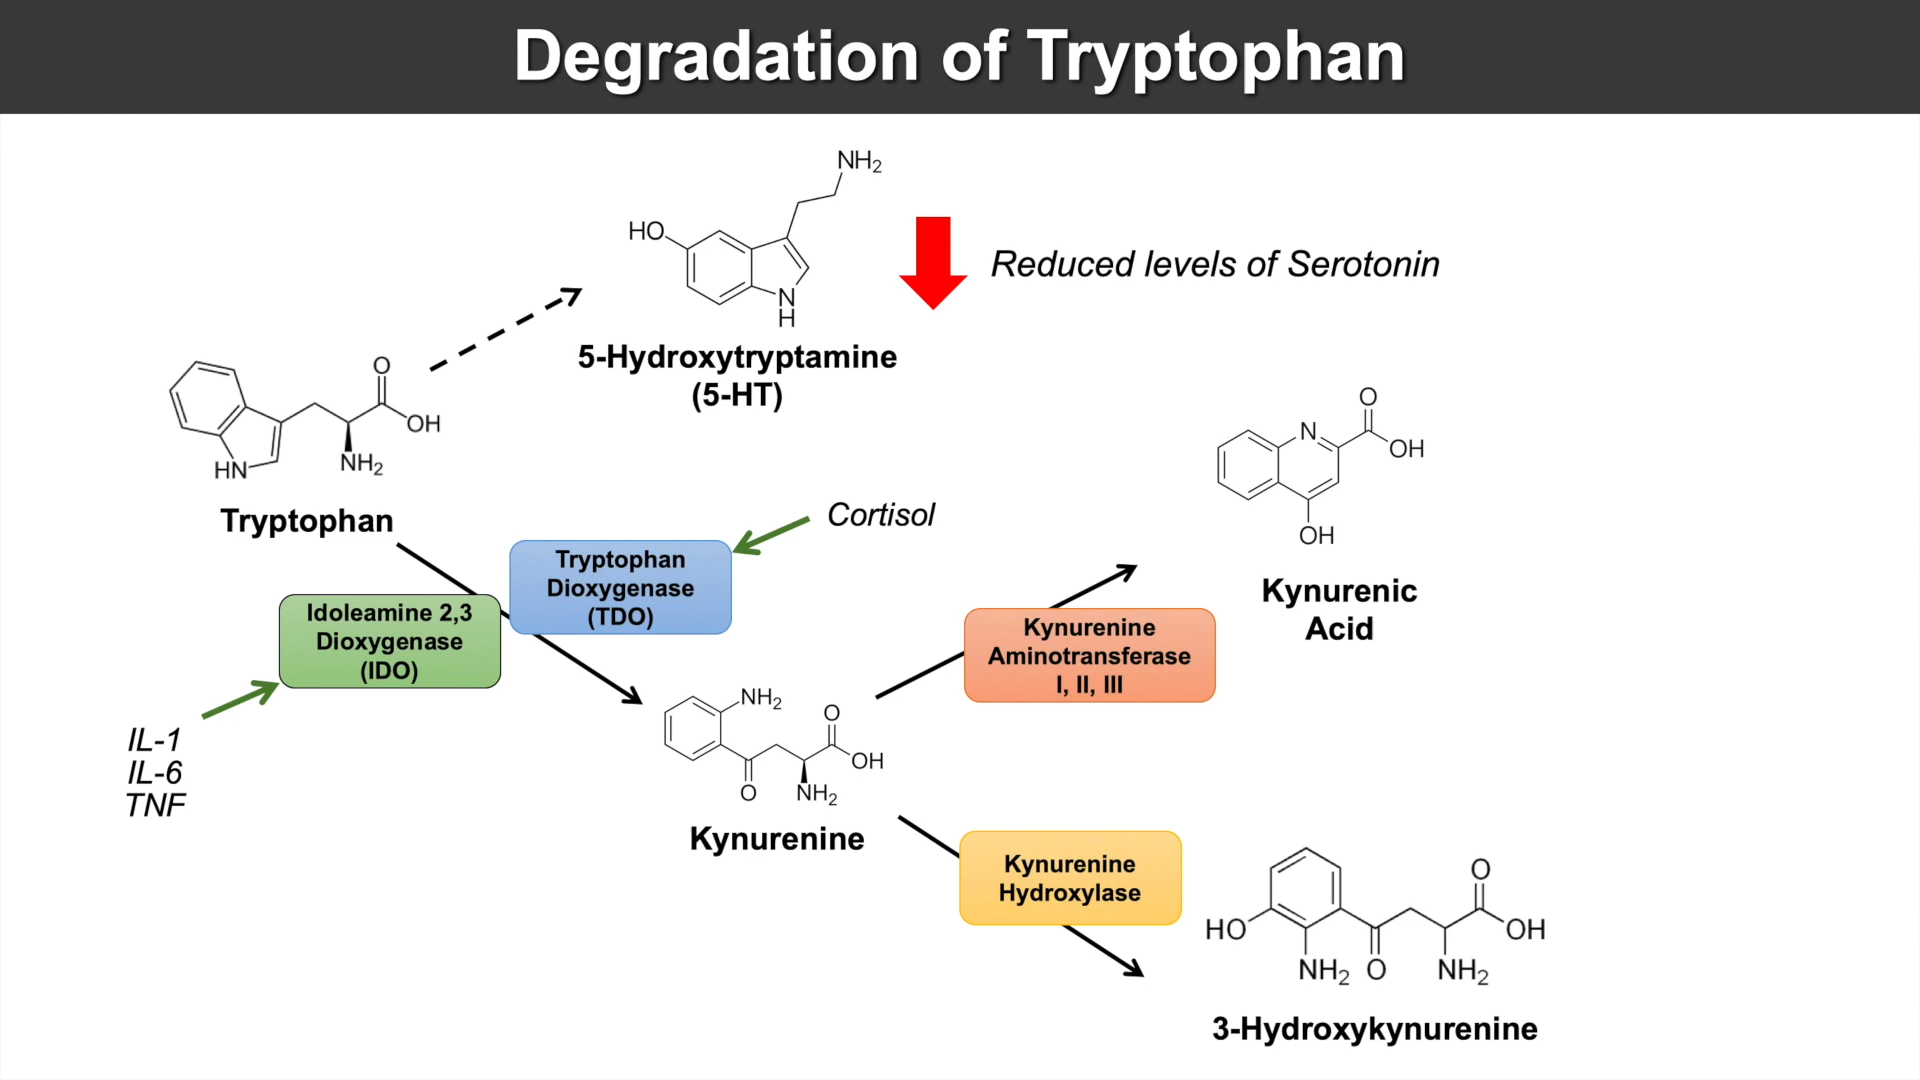 Degradation of Tryptophan
NH2
HO
N
H
5-Hydroxytryptamine
(5-HT)
Reduced levels of Serotonin
O
OH
NH2
HN
Tryptophan
Cortisol
Tryptophan
Dioxygenase
(TDO)
Idoleamine 2,3
Dioxygenase
(IDO)
IL-1
IL-6
TNF
NH2
O
OH
O
NH2
Kynurenine
Kynurenine
Aminotransferase
I, II, III
O
N
OH
OH
Kynurenic
Acid
Kynurenine
Hydroxylase
O
HO
OH
NH2
O
NH2
3-Hydroxykynurenine